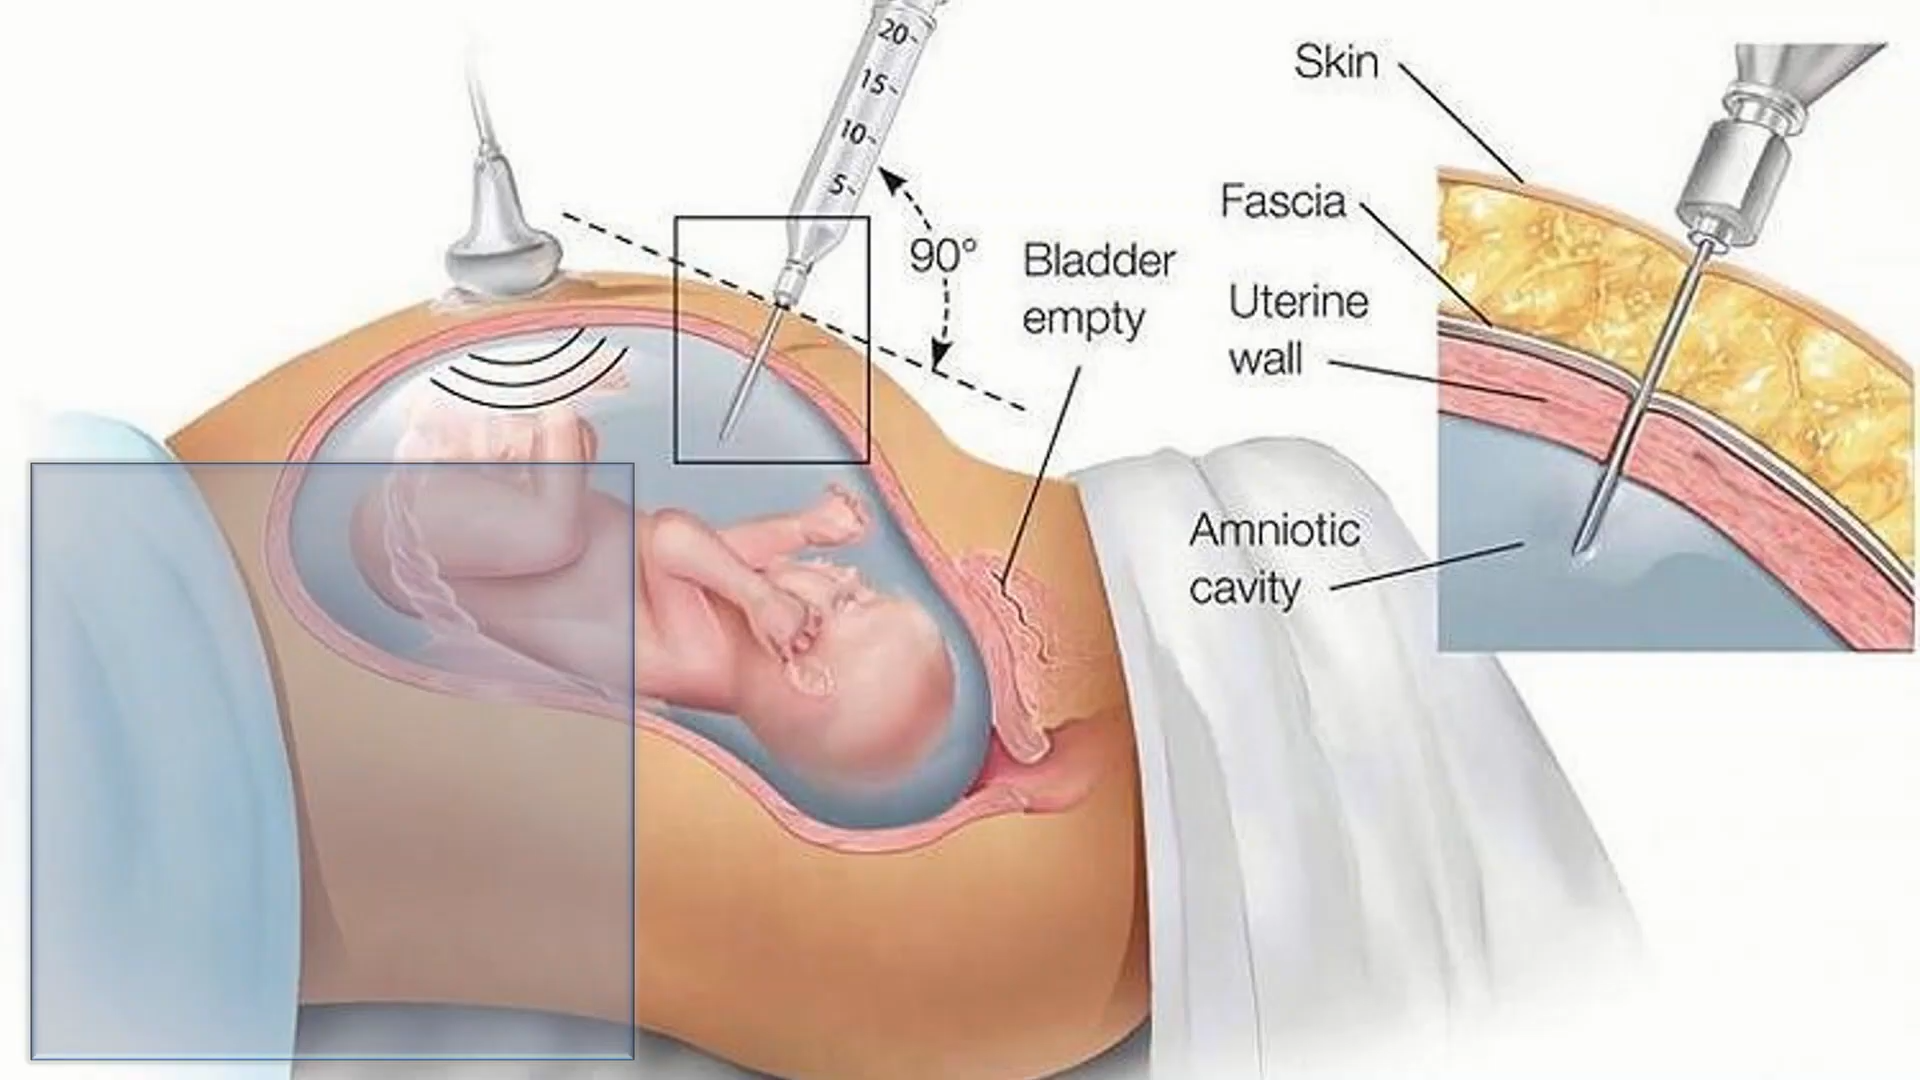 20-
15-
10-
5-
90°
Bladder
empty
Skin
Fascia
Uterine
wall
Amniotic
cavity